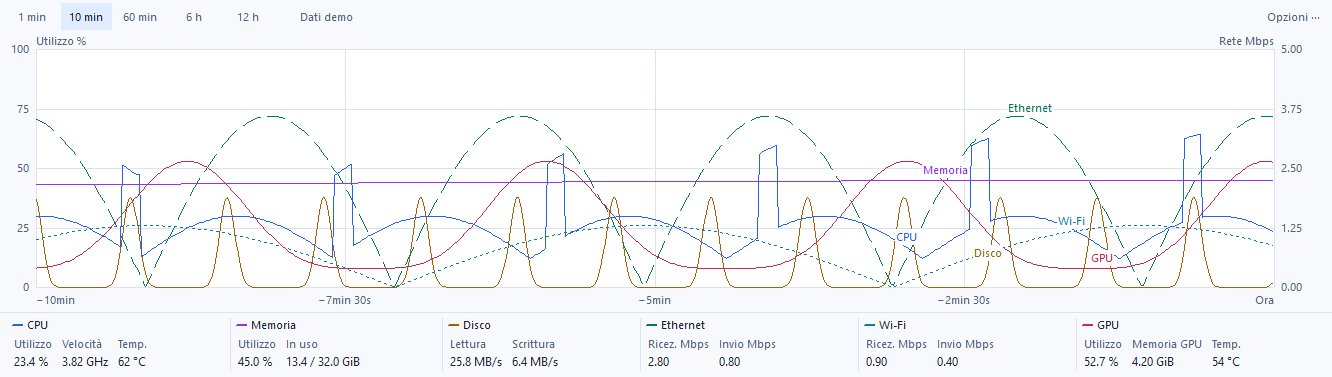 1 min 10 min 60 min 6 h 12 h Dati demo Opzioni ···
Utilizzo % Rete Mbps
100 5.00
Ethernet
75 3.75
Memoria
50 2.50
Wi-Fi
25 1.25
CPU
Disco
GPU
0 0.00
−10min −7min 30s −5min −2min 30s Ora
CPU Memoria Disco Ethernet Wi-Fi GPU
Utilizzo Velocità Temp. Utilizzo In uso Lettura Scrittura Ricez. Mbps Invio Mbps Ricez. Mbps Invio Mbps Utilizzo Memoria GPU Temp.
23.4 % 3.82 GHz 62 °C 45.0 % 13.4 / 32.0 GiB 25.8 MB/s 6.4 MB/s 2.80 0.80 0.90 0.40 52.7 % 4.20 GiB 54 °C